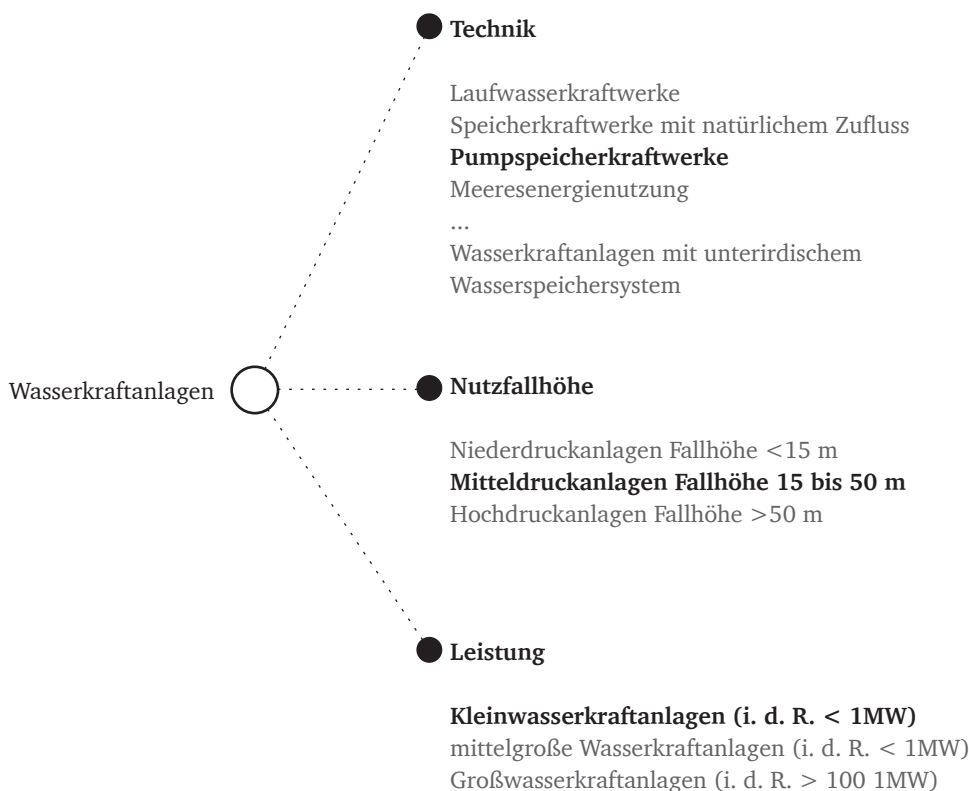 Technik
Laufwasserkraftwerke
Speicherkraftwerke mit natürlichem Zufluss
Pumpspeicherkraftwerke
Meeresenergienutzung
...
Wasserkraftanlagen mit unterirdischem
Wasserspeichersystem
Wasserkraftanlagen
Nutzfallhöhe
Niederdruckanlagen Fallhöhe <15 m
Mitteldruckanlagen Fallhöhe 15 bis 50 m
Hochdruckanlagen Fallhöhe >50 m
Leistung
Kleinwasserkraftanlagen (i. d. R. < 1MW)
mittelgroße Wasserkraftanlagen (i. d. R. < 1MW)
Großwasserkraftanlagen (i. d. R. > 100 1MW)